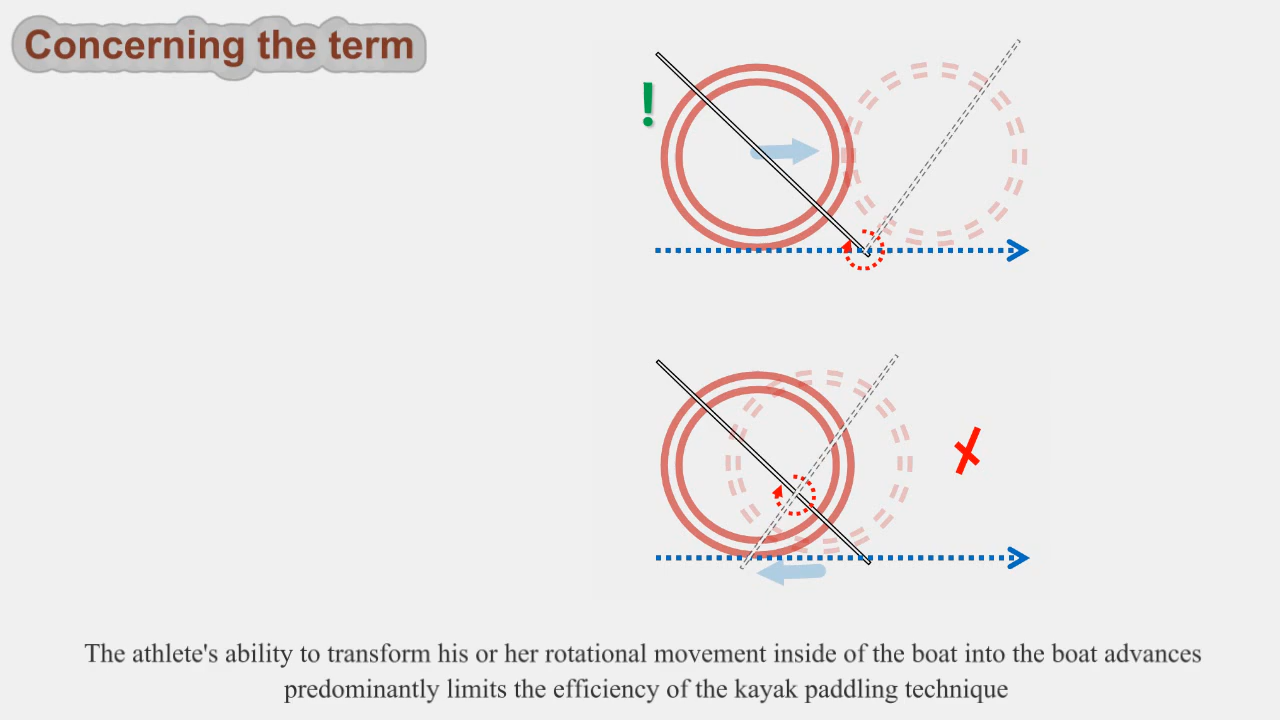 Concerning the term
!
The athlete's ability to transform his or her rotational movement inside of the boat into the boat advances
predominantly limits the efficiency of the kayak paddling technique